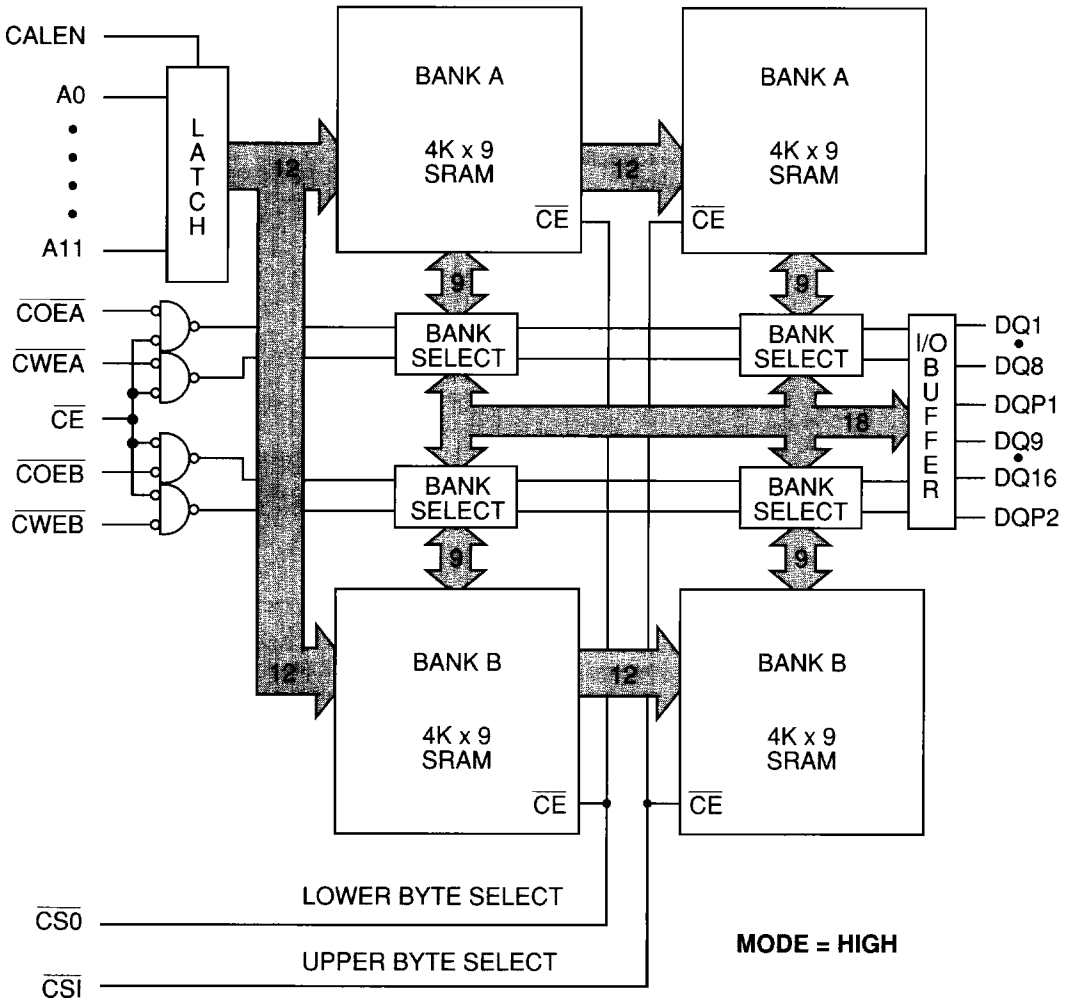 CALEN
A0
A11
LATCH
12
BANK A
4K x 9
SRAM
CE
12
BANK A
4K x 9
SRAM
CE
9
9
COEA
CWEA
CE
COEB
CWEB
BANK
SELECT
BANK
SELECT
18
BANK
SELECT
BANK
SELECT
I/O
BUFFER
DQ1
DQ8
DQP1
DQ9
DQ16
DQP2
9
9
12
BANK B
4K x 9
SRAM
CE
12
BANK B
4K x 9
SRAM
CE
LOWER BYTE SELECT
CS0
UPPER BYTE SELECT
CSI
MODE = HIGH